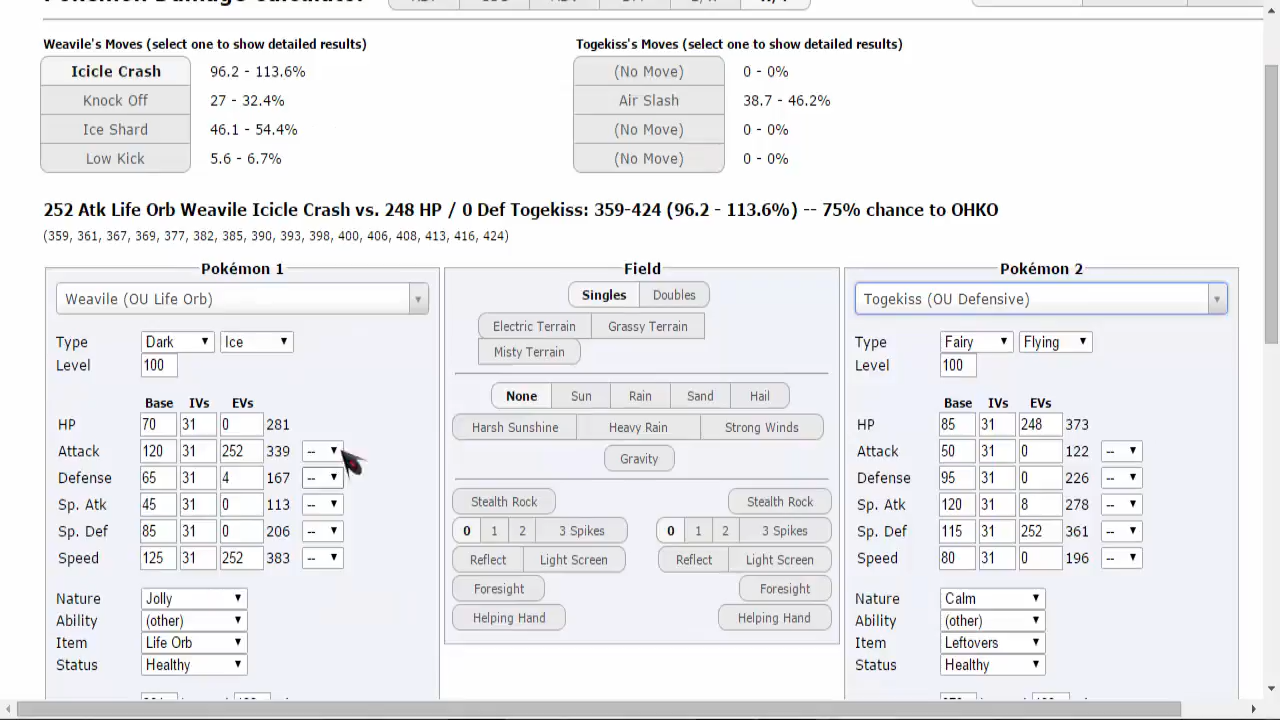 Weavile's Moves (select one to show detailed results)
Togekiss's Moves (select one to show detailed results)
Icicle Crash 96.2 - 113.6%
(No Move) 0 - 0%
Knock Off 27 - 32.4%
Air Slash 38.7 - 46.2%
Ice Shard 46.1 - 54.4%
(No Move) 0 - 0%
Low Kick 5.6 - 6.7%
(No Move) 0 - 0%
252 Atk Life Orb Weavile Icicle Crash vs. 248 HP / 0 Def Togekiss: 359-424 (96.2 - 113.6%) -- 75% chance to OHKO
(359, 361, 367, 369, 377, 382, 385, 390, 393, 398, 400, 406, 408, 413, 416, 424)
Pokémon 1
Weavile (OU Life Orb)
Type Dark Ice
Level 100
Base IVs EVs
HP 70 31 0 281
Attack 120 31 252 339 --
Defense 65 31 4 167 --
Sp. Atk 45 31 0 113 --
Sp. Def 85 31 0 206 --
Speed 125 31 252 383 --
Nature Jolly
Ability (other)
Item Life Orb
Status Healthy
Field
Singles Doubles
Electric Terrain Grassy Terrain
Misty Terrain
None Sun Rain Sand Hail
Harsh Sunshine Heavy Rain Strong Winds
Gravity
Stealth Rock Stealth Rock
0 1 2 3 Spikes 0 1 2 3 Spikes
Reflect Light Screen Reflect Light Screen
Foresight Foresight
Helping Hand Helping Hand
Pokémon 2
Togekiss (OU Defensive)
Type Fairy Flying
Level 100
Base IVs EVs
HP 85 31 248 373
Attack 50 31 0 122 --
Defense 95 31 0 226 --
Sp. Atk 120 31 8 278 --
Sp. Def 115 31 252 361 --
Speed 80 31 0 196 --
Nature Calm
Ability (other)
Item Leftovers
Status Healthy